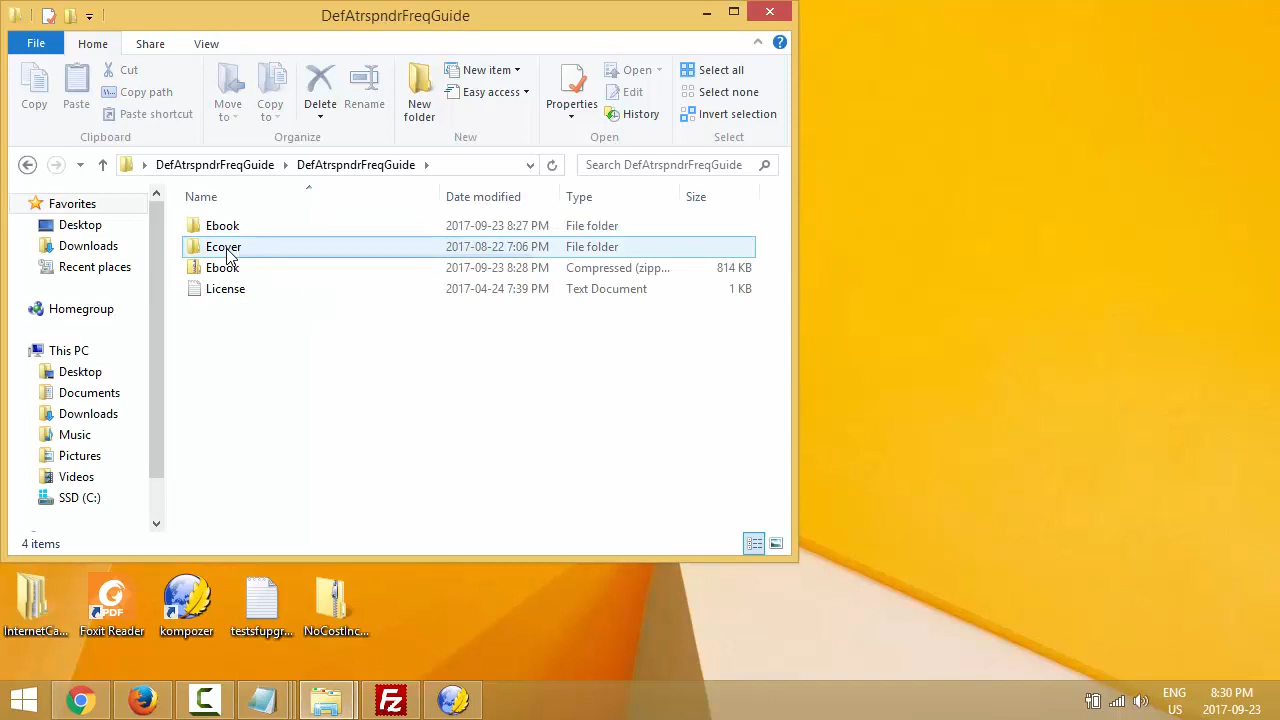 DefAtrspndrFreqGuide
File Home Share View
Copy Paste Cut Copy path Paste shortcut Move to Copy to Delete Rename New folder New item Easy access Properties Open Edit History Select all Select none Invert selection
Clipboard Organize New Open Select
DefAtrspndrFreqGuide DefAtrspndrFreqGuide Search DefAtrspndrFreqGuide
Name Date modified Type Size
Ebook 2017-09-23 8:27 PM File folder
Ecover 2017-08-22 7:06 PM File folder
Ebook 2017-09-23 8:28 PM Compressed (zipp... 814 KB
License 2017-04-24 7:39 PM Text Document 1 KB
Favorites
Desktop
Downloads
Recent places
Homegroup
This PC
Desktop
Documents
Downloads
Music
Pictures
Videos
SSD (C:)
4 items
PDF
InternetCa... Foxit Reader kompozer testsfupgr... NoCostInc...
C Fz
ENG 8:30 PM
US 2017-09-23